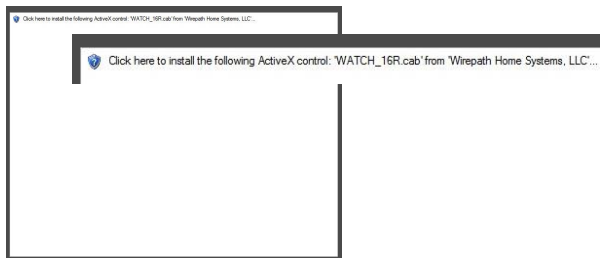 Click here to install the following ActiveX control: 'WATCH_16R.cab' from 'Wirepath Home Systems, LLC'...
Click here to install the following ActiveX control: 'WATCH_16R.cab' from 'Wirepath Home Systems, LLC'...